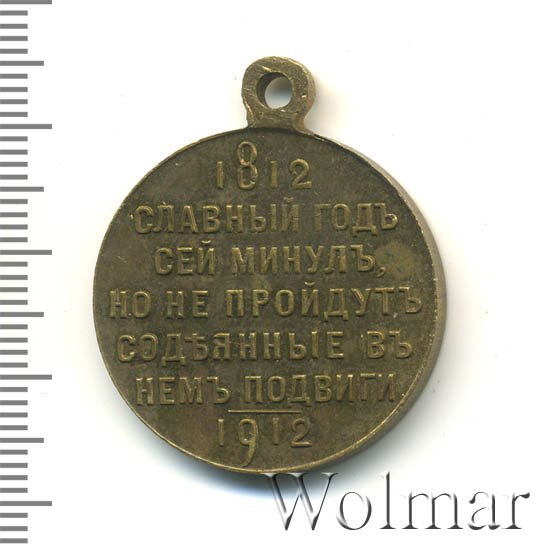 1812
СЛАВНЫЙ ГОДЪ
СЕЙ МИНУЛЪ,
НО НЕ ПРОЙДУТЪ
СОДѢЯННЫЕ ВЪ
НЕМЪ ПОДВИГИ
1912
Wolmar